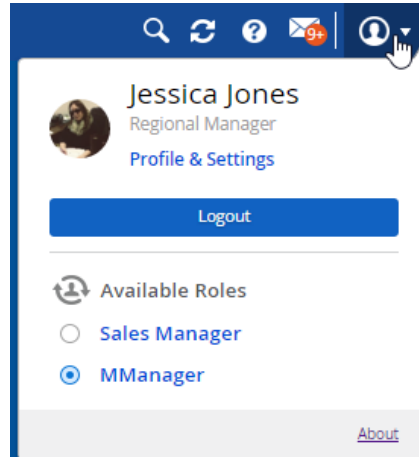 9+
Jessica Jones
Regional Manager
Profile & Settings
Logout
Available Roles
Sales Manager
MManager
About